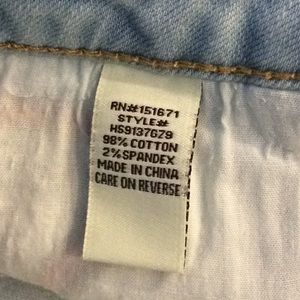 RN#151671
STYLE#
HS9137679
98% COTTON
2% SPANDEX
MADE IN CHINA
CARE ON REVERSE